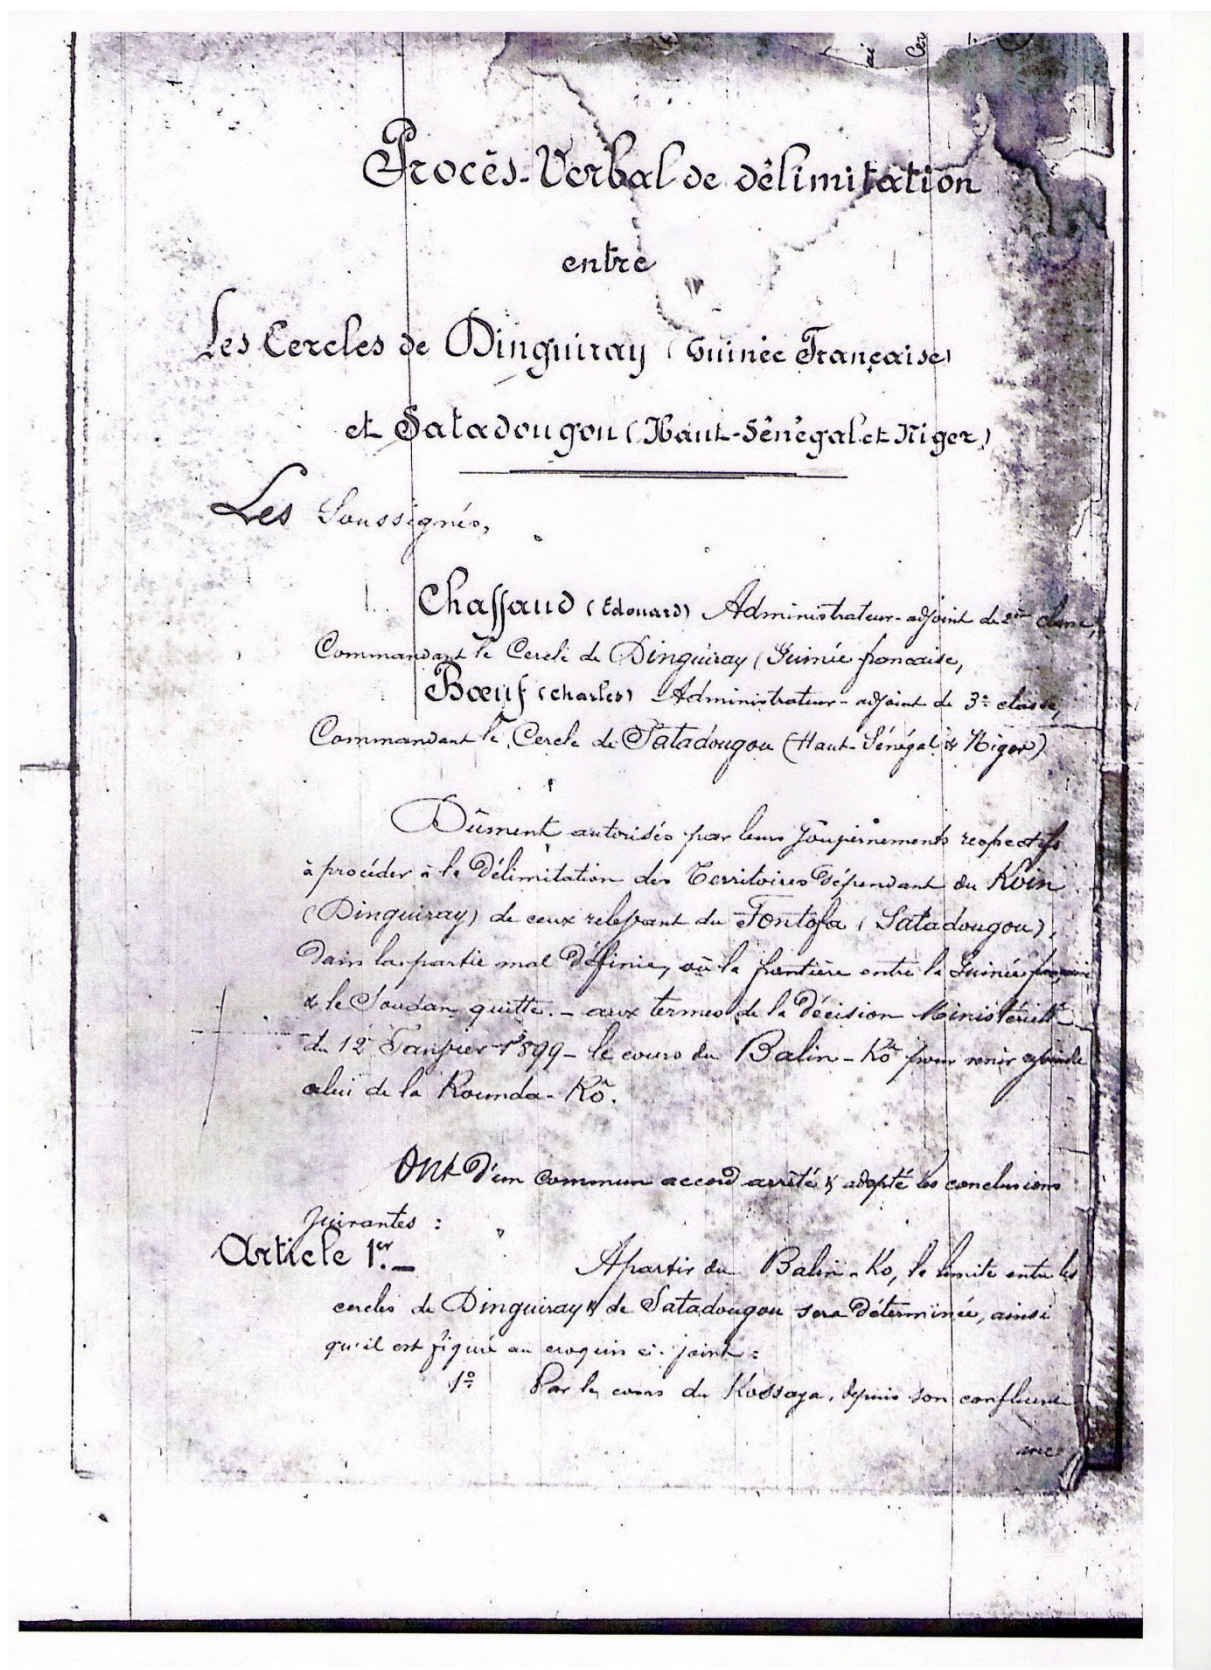 Procès-Verbal de délimitation
entre
Les Cercles de Dinguiray (Guinée Française)
et Satadougou (Haut-Sénégal et Niger)
Les Soussignés,
Chassaud (Edouard) Administrateur-adjoint de 2me classe,
Commandant le Cercle de Dinguiray (Guinée française,
Bœuf (Charles) Administrateur-adjoint de 3e classe,
Commandant le Cercle de Satadougou (Haut-Sénégal & Niger)
Dûment autorisés par leurs Gouvernements respectifs
à procéder à la Délimitation des Territoires dépendant du Koïn
(Dinguiray) de ceux relevant du Fontofa (Satadougou),
Dans la partie mal définie, où la frontière entre la Guinée française
& le Soudan quitte. - aux termes de la Décision Ministérielle
du 12 Janvier 1899 - le cours du Balin-Kô pour venir
celui de la Kounda-Kô.
Ont d'un commun accord arrêté & adopté les conclusions
suivantes :
Article 1er. -
A partir du Balin-Ko, la limite entre les
cercles de Dinguiray & de Satadougou sera déterminée, ainsi
qu'il est figuré au croquis ci-joint :
1º Par le cours du Kossaya, depuis son confluent
avec